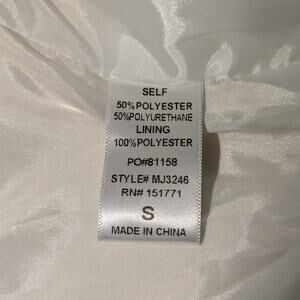 SELF
50%POLYESTER
50%POLYURETHANE
LINING
100%POLYESTER
PO#81158
STYLE# MJ3246
RN# 151771
S
MADE IN CHINA